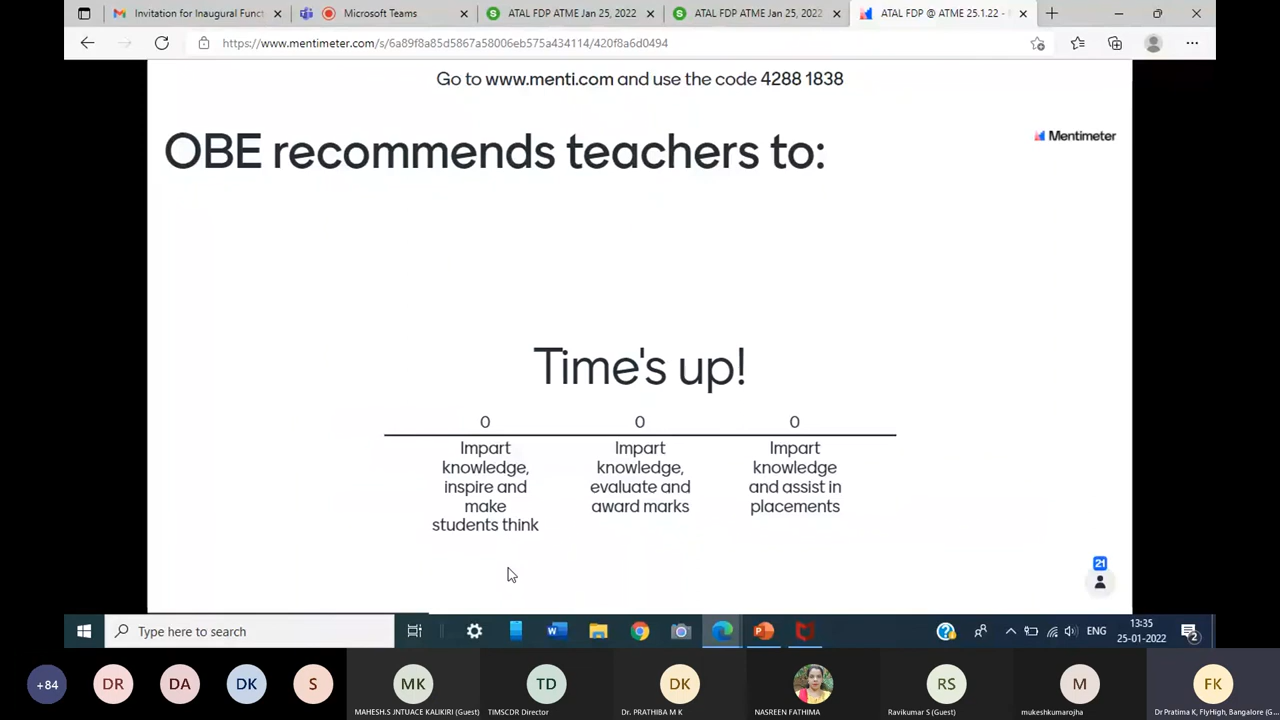 Invitation for Inaugural Funct
Microsoft Teams
ATAL FDP ATME Jan 25, 2022
ATAL FDP ATME Jan 25, 2022
ATAL FDP @ ATME 25.1.22 -
https://www.mentimeter.com/s/6a89f8a85d5867a58006eb575a434114/420f8a6d0494
Go to www.menti.com and use the code 4288 1838
Mentimeter
OBE recommends teachers to:
Time's up!
0
0
0
Impart
knowledge,
inspire and
make
students think
Impart
knowledge,
evaluate and
award marks
Impart
knowledge
and assist in
placements
21
Type here to search
ENG
13:35
25-01-2022
2
+84
DR
DA
DK
S
MK
MAHESH.S JNTUACE KALIKIRI (Guest)
TD
TIMSCDR Director
DK
Dr. PRATHIBA M K
NASREEN FATHIMA
RS
Ravikumar S (Guest)
M
mukeshkumarojha
FK
Dr Pratima K, FlyHigh, Bangalore (G...